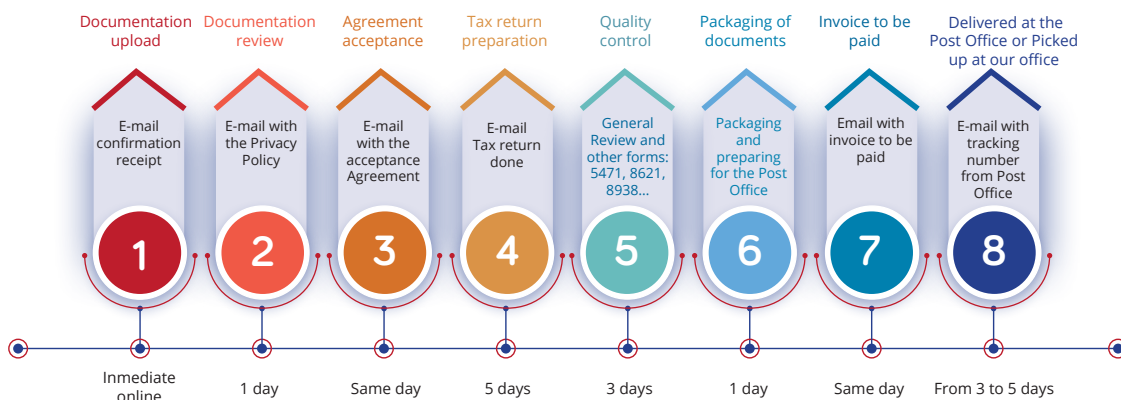 Documentation
upload
Documentation
review
Agreement
acceptance
Tax return
preparation
Quality
control
Packaging of
documents
Invoice to be
paid
Delivered at the
Post Office or Picked
up at our office
E-mail
confirmation
receipt
E-mail with
the Privacy
Policy
E-mail
with the
acceptance
Agreement
E-mail
Tax return
done
General
Review and
other forms:
5471, 8621,
8938...
Packaging
and
preparing
for the Post
Office
Email with
invoice to be
paid
E-mail with
tracking
number
from Post
Office
1
2
3
4
5
6
7
8
Inmediate
online
1 day
Same day
5 days
3 days
1 day
Same day
From 3 to 5 days